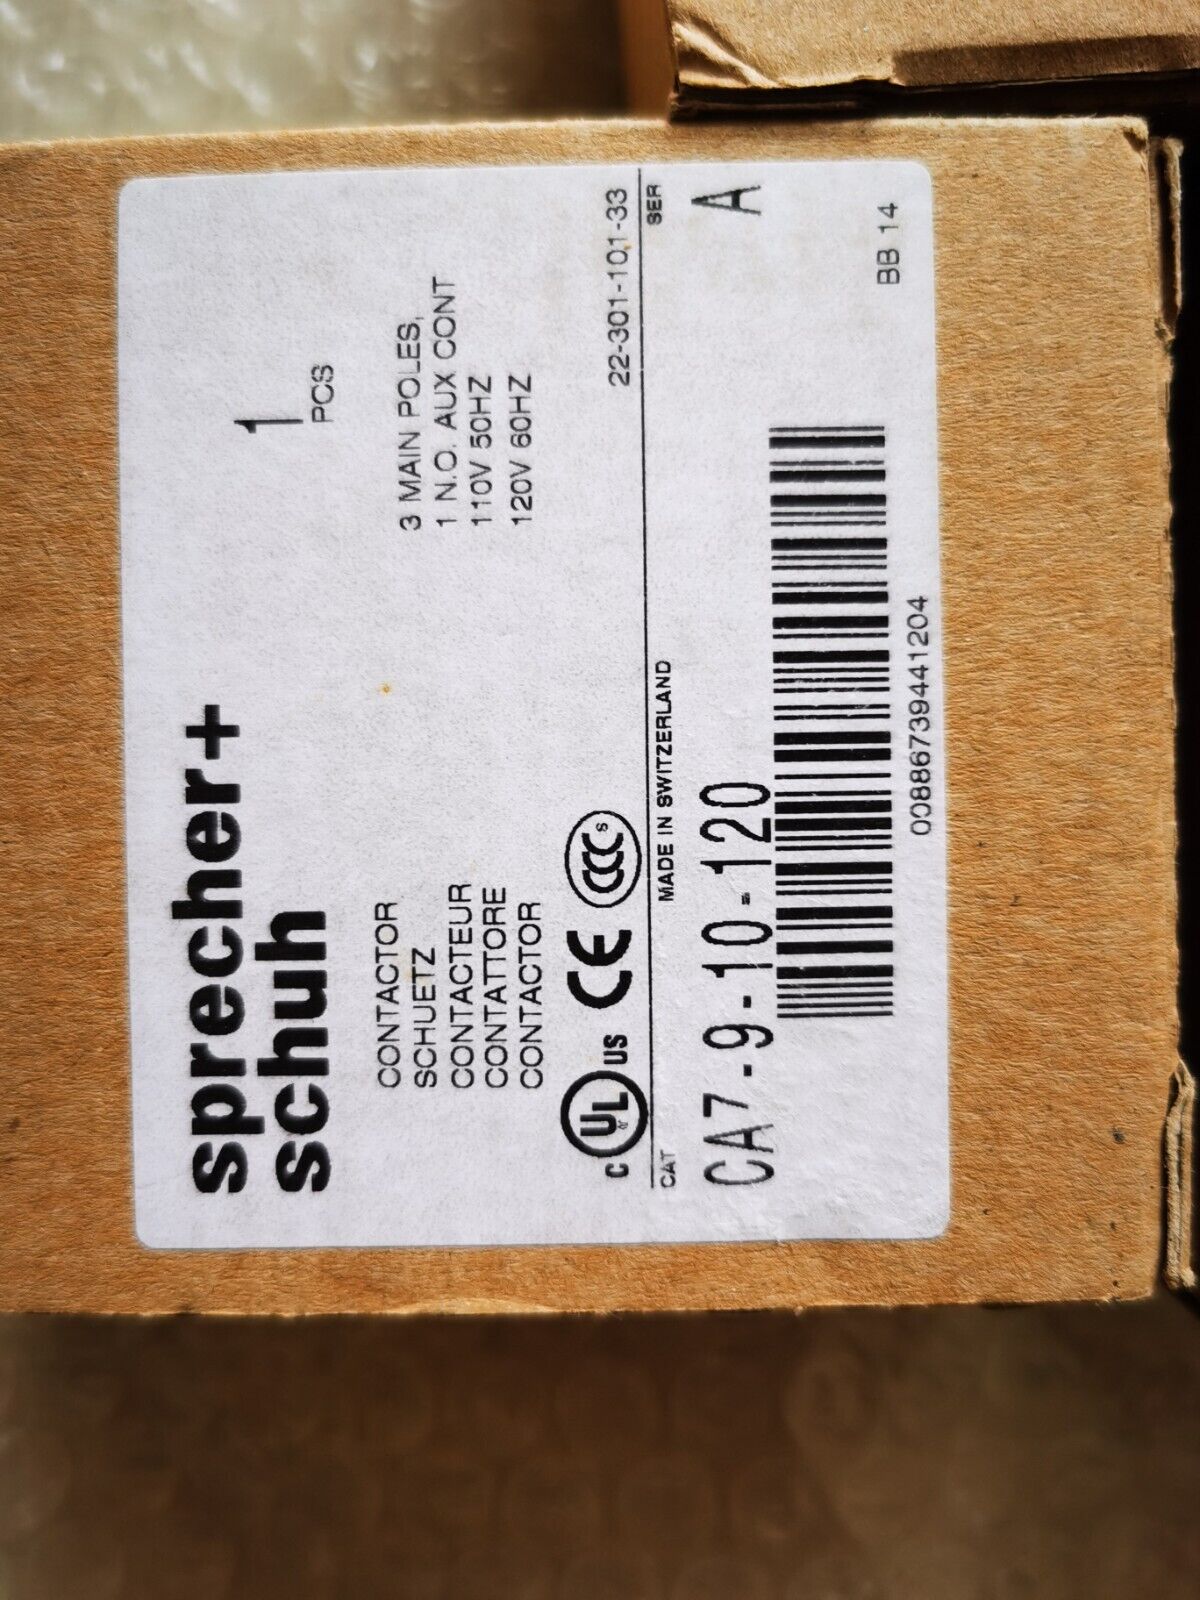 sprecher+
schuh
1
PCS
CONTACTOR
SCHUETZ
CONTACTEUR
CONTATTORE
CONTACTOR
3 MAIN POLES,
1 N.O. AUX CONT
110V 50HZ
120V 60HZ
C UL US CE CCC S
22-301-101-33
CAT
MADE IN SWITZERLAND
SER
CA7-9-10-120
A
00886739441204
BB 14